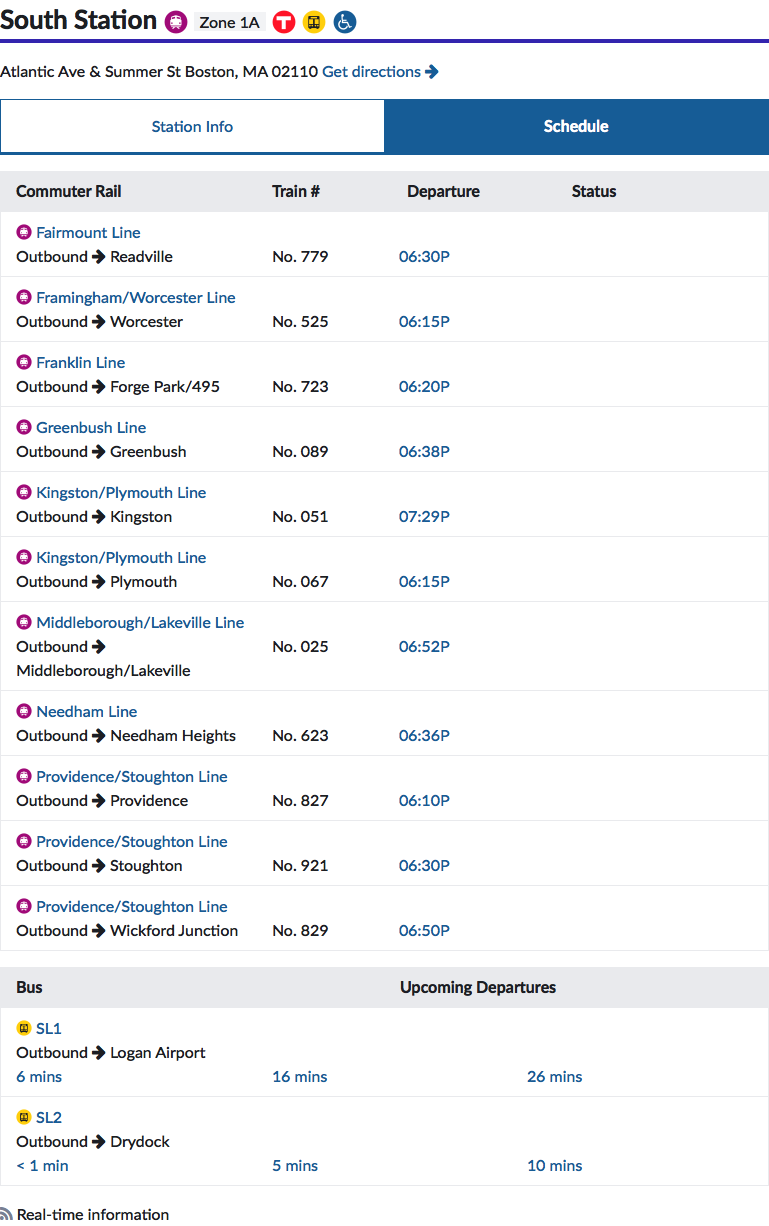 South Station Zone 1A T
Atlantic Ave & Summer St Boston, MA 02110 Get directions
Station Info Schedule
Commuter Rail Train # Departure Status
Fairmount Line
Outbound → Readville No. 779 06:30P
Framingham/Worcester Line
Outbound → Worcester No. 525 06:15P
Franklin Line
Outbound → Forge Park/495 No. 723 06:20P
Greenbush Line
Outbound → Greenbush No. 089 06:38P
Kingston/Plymouth Line
Outbound → Kingston No. 051 07:29P
Kingston/Plymouth Line
Outbound → Plymouth No. 067 06:15P
Middleborough/Lakeville Line
Outbound → No. 025 06:52P
Middleborough/Lakeville
Needham Line
Outbound → Needham Heights No. 623 06:36P
Providence/Stoughton Line
Outbound → Providence No. 827 06:10P
Providence/Stoughton Line
Outbound → Stoughton No. 921 06:30P
Providence/Stoughton Line
Outbound → Wickford Junction No. 829 06:50P
Bus Upcoming Departures
SL1
Outbound → Logan Airport
6 mins 16 mins 26 mins
SL2
Outbound → Drydock
< 1 min 5 mins 10 mins
Real-time information